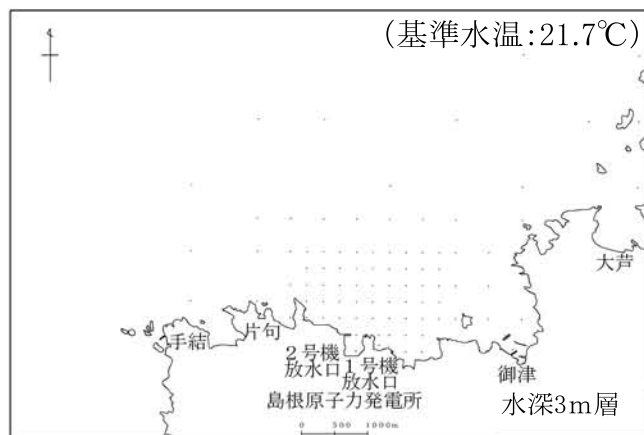 (基準水温:21.7℃)
大芦
手結
片句
2号機
放水口
1号機
放水口
御津
島根原子力発電所
水深3m層
0 500 1000m